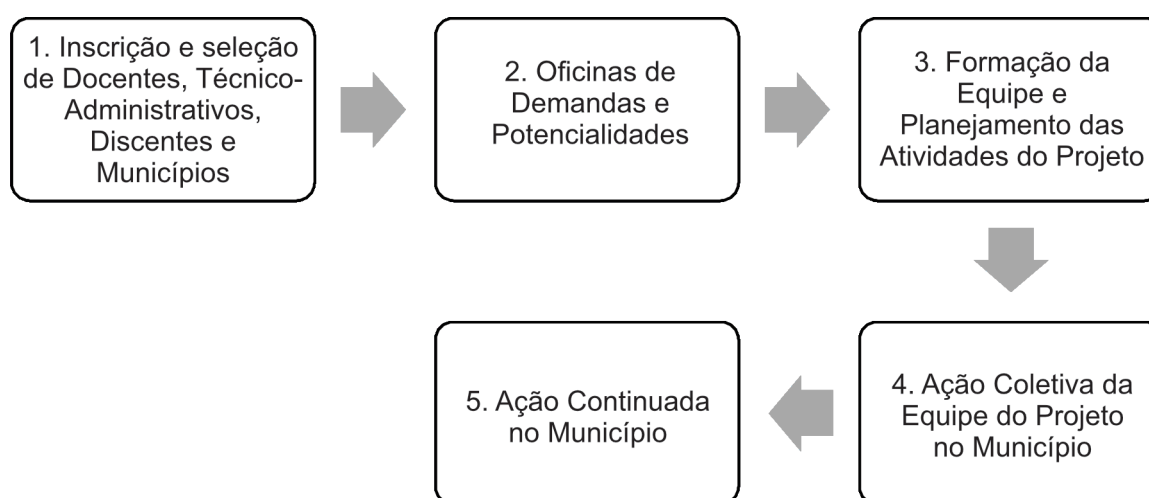 1. Inscrição e seleção
de Docentes, Técnico-
Administrativos,
Discentes e
Municípios
2. Oficinas de
Demandas e
Potencialidades
3. Formação da
Equipe e
Planejamento das
Atividades do Projeto
4. Ação Coletiva da
Equipe do Projeto
no Município
5. Ação Continuada
no Município